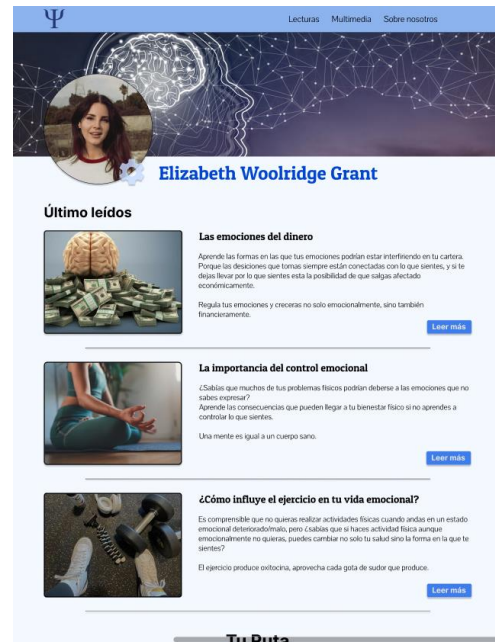 Ψ
Lecturas Multimedia Sobre nosotros
Elizabeth Woolridge Grant
Último leídos
Las emociones del dinero
Aprende las formas en las que tus emociones podrían estar interfiriendo en tu cartera.
Porque las desiciones que tomas siempre están conectadas con lo que sientes, y si te
dejas llevar por lo que sientes esta la posibilidad de que salgas afectado
económicamente.
Regula tus emociones y creceras no solo emocionalmente, sino también
financieramente.
Leer más
La importancia del control emocional
¿Sabías que muchos de tus problemas físicos podrían deberse a las emociones que no
sabes expresar?
Aprende las consecuencias que pueden llegar a tu bienestar físico si no aprendes a
controlar lo que sientes.
Una mente es igual a un cuerpo sano.
Leer más
¿Cómo influye el ejercicio en tu vida emocional?
Es comprensible que no quieras realizar actividades físicas cuando andas en un estado
emocional deteriorado/malo, pero ¿sabías que si haces actividad física aunque
emocionalmente no quieras, puedes cambiar no solo tu salud sino la forma en la que te
sientes?
El ejercicio produce oxitocina, aprovecha cada gota de sudor que produce.
Leer más